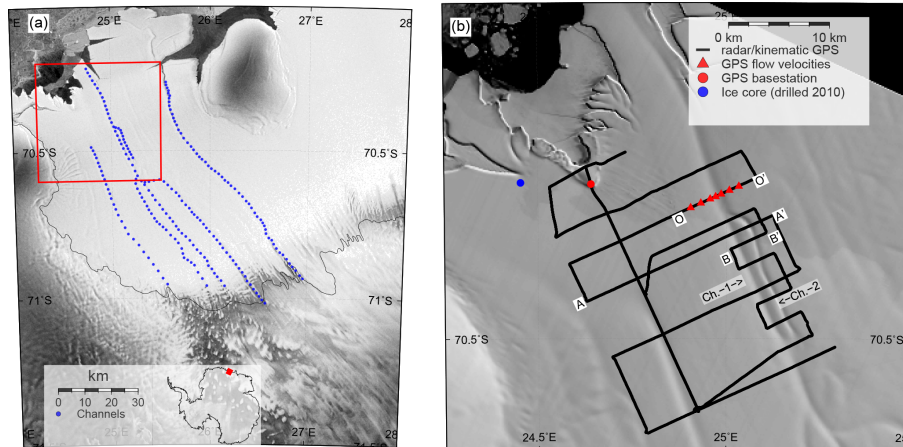 (a)
25˚E
26˚E
27˚E
28
70.5˚S
70.5˚S
71˚S
71˚S
km
0 10 20 30
Channels
25˚E
26˚E
27˚E
(b)
0 km
10 km
radar/kinematic GPS
GPS flow velocities
GPS basestation
Ice core (drilled 2010)
O
O'
A'
B'
B
A
Ch.-1->
<-Ch.-2
70.5˚S
70.5˚S
24.5˚E
25˚E